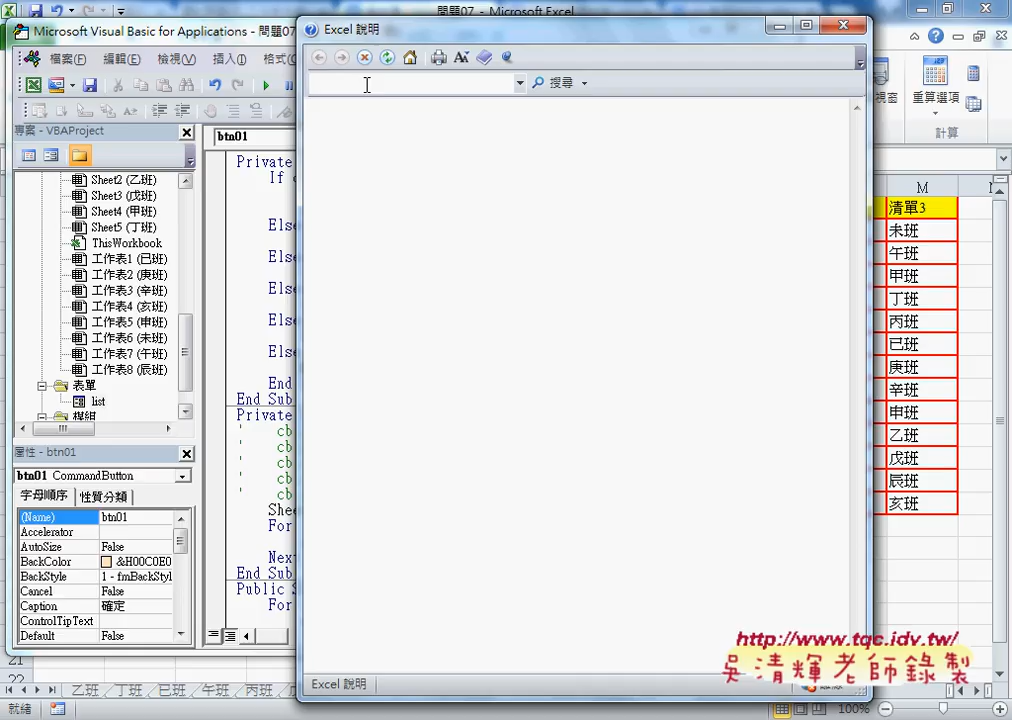 問題07 - Microsoft Excel
Microsoft Visual Basic for Applications - 問題07
Excel 說明
檔案(F) 編輯(E) 檢視(V) 插入(I) 格式(
搜尋
視窗 重算選項
計算
專案 - VBAProject
btn01
Sheet2 (乙班)
Sheet3 (戊班)
Sheet4 (甲班)
Sheet5 (丁班)
ThisWorkbook
工作表1 (已班)
工作表2 (庚班)
工作表3 (辛班)
工作表4 (亥班)
工作表5 (申班)
工作表6 (未班)
工作表7 (午班)
工作表8 (辰班)
表單
list
模組
Private
If
Else
Else
Else
Else
Else
End
End Sub
Private
' cb
' cb
' cb
' cb
' cb
Shee
For
Next
End Sub
Public S
For
屬性 - btn01
btn01 CommandButton
字母順序 性質分類
(Name) btn01
Accelerator
AutoSize False
BackColor &H00C0E0
BackStyle 1 - fmBackStyl
Cancel False
Caption 確定
ControlTipText
Default False
M
清單3
未班
午班
甲班
丁班
丙班
已班
庚班
辛班
申班
乙班
戊班
辰班
亥班
21
22
乙班 丁班 已班 午班 丙班
Excel 說明
就緒
100%
http://www.tqc.idv.tw/
吳清輝老師錄製